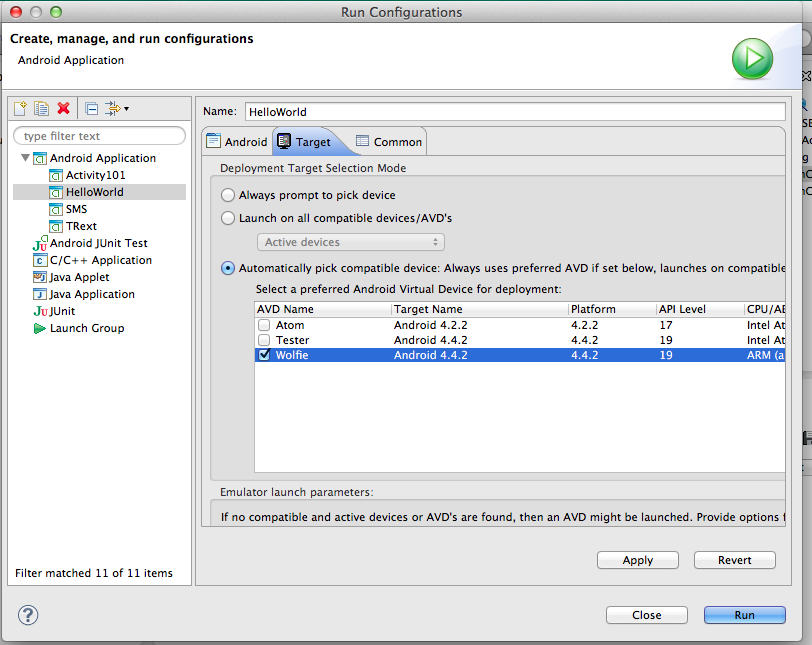 Run Configurations
Create, manage, and run configurations
Android Application
type filter text
Android Application
Activity101
HelloWorld
SMS
TRext
Android JUnit Test
C/C++ Application
Java Applet
Java Application
JUnit
Launch Group
Filter matched 11 of 11 items
Name: HelloWorld
Android Target Common
Deployment Target Selection Mode
Always prompt to pick device
Launch on all compatible devices/AVD's
Active devices
Automatically pick compatible device: Always uses preferred AVD if set below, launches on compatible
Select a preferred Android Virtual Device for deployment:
AVD Name Target Name Platform API Level CPU/AB
Atom Android 4.2.2 4.2.2 17 Intel At
Tester Android 4.4.2 4.4.2 19 Intel At
Wolfie Android 4.4.2 4.4.2 19 ARM (a
Emulator launch parameters:
If no compatible and active devices or AVD's are found, then an AVD might be launched. Provide options f
Apply Revert
? Close Run